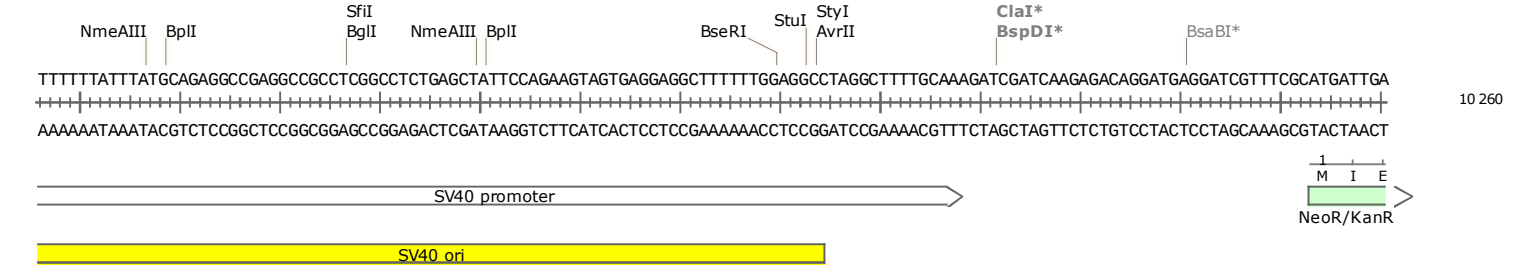 SfiI StyI ClaI*
NmeAIII BplI BglI NmeAIII BplI BseRI StuI AvrII BspDI* BsaBI*
TTTTTTATTTATGCAGAGGCCGAGGCCGCCTCGGCCTCTGAGCTATTCCAGAAGTAGTGAGGAGGCTTTTTTGGAGGCCTAGGCTTTTGCAAAGATCGATCAAGAGACAGGATGAGGATCGTTTCGCATGATTGA
10 260
AAAAAATAAATACGTCTCCGGCTCCGGCGGAGCCGGAGACTCGATAAGGTCTTCATCACTCCTCCGAAAAAACCTCCGGATCCGAAAACGTTTCTAGCTAGTTCTCTGTCCTACTCCTAGCAAAGCGTACTAACT
1
M I E
SV40 promoter
NeoR/KanR
SV40 ori